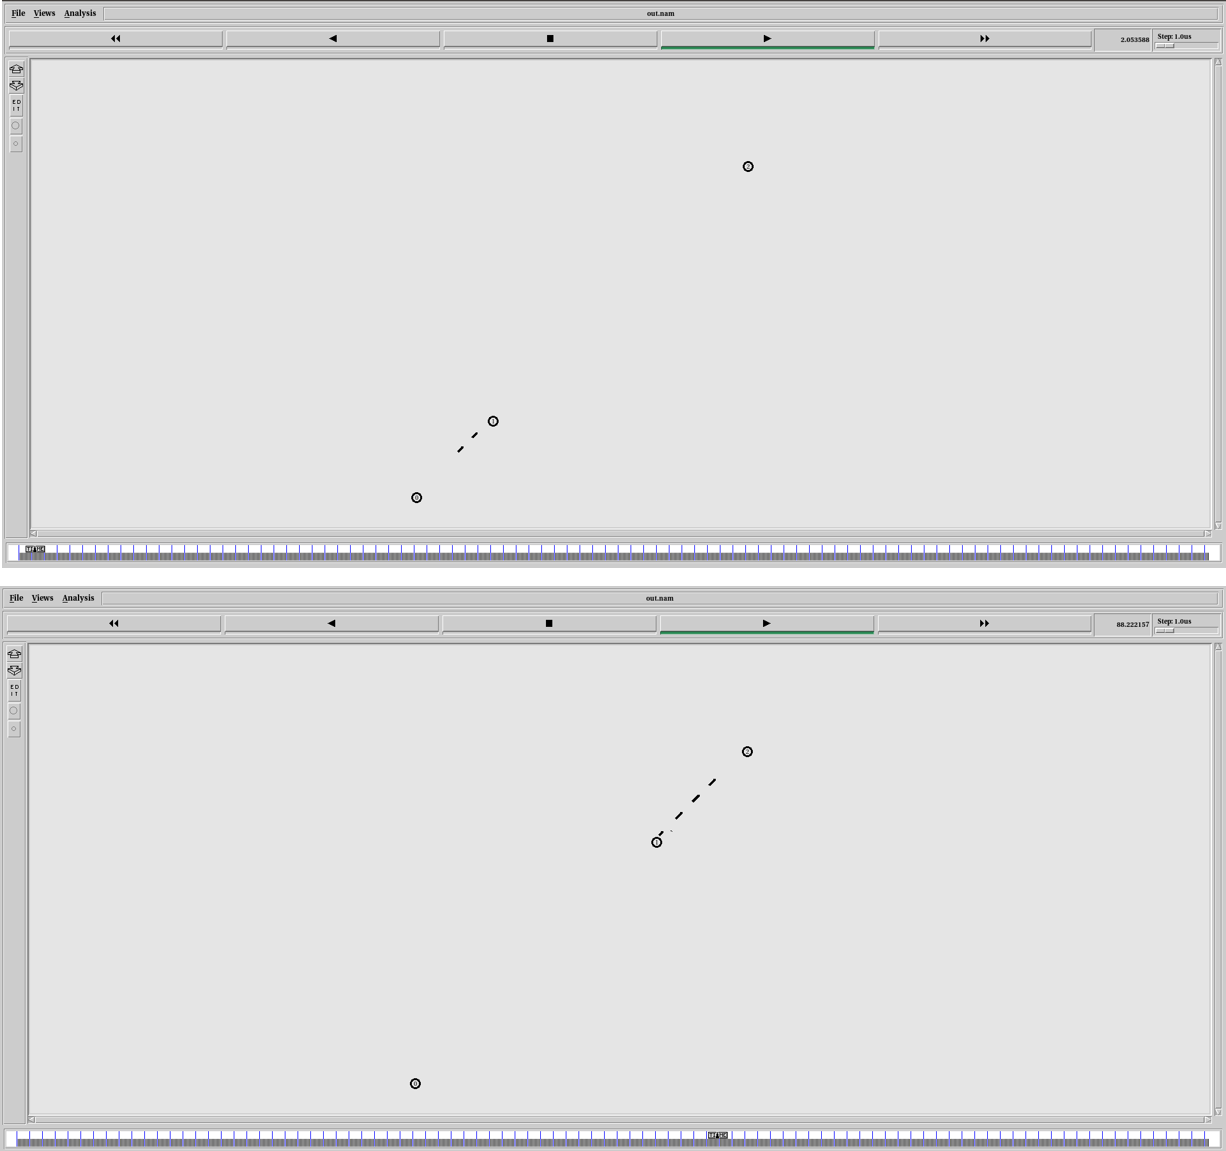 File Views Analysis out.nam
2.053588 Step: 1.0us
ED
IT
2
1
0
File Views Analysis out.nam
88.222157 Step: 1.0us
ED
IT
2
1
0